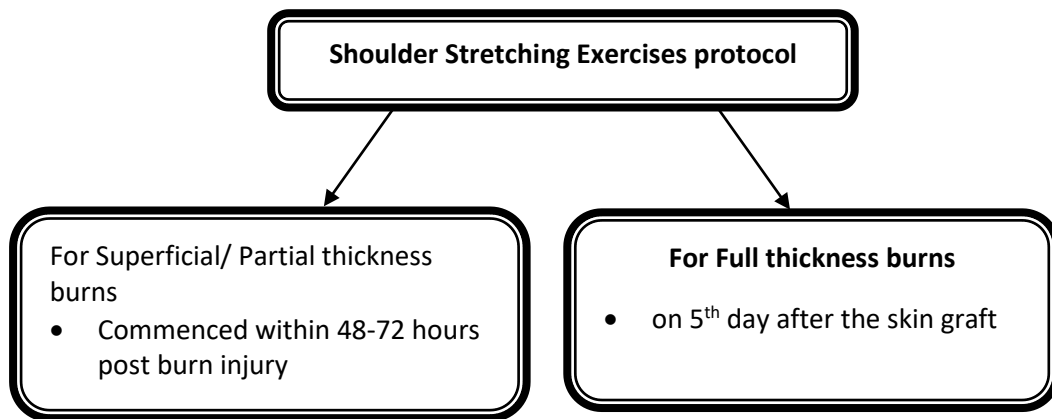 Shoulder Stretching Exercises protocol
For Superficial/ Partial thickness
burns
• Commenced within 48-72 hours
post burn injury
For Full thickness burns
• on 5th day after the skin graft